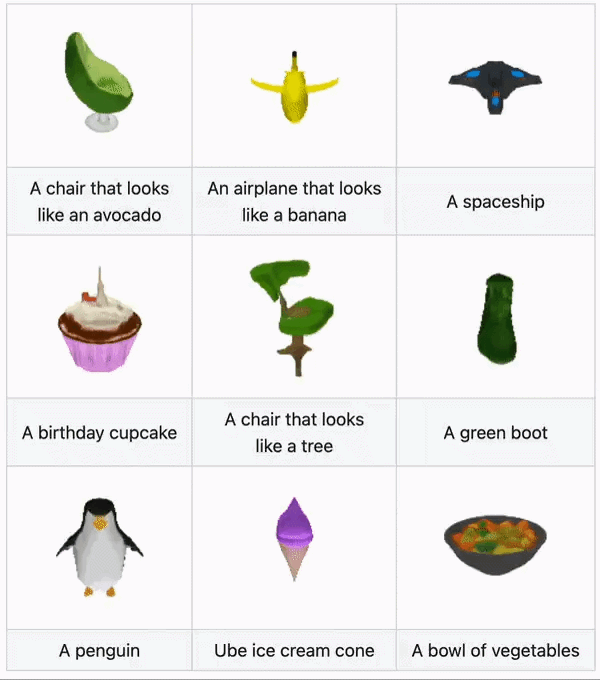 A chair that looks
like an avocado
An airplane that looks
like a banana
A spaceship
A birthday cupcake
A chair that looks
like a tree
A green boot
A penguin
Ube ice cream cone
A bowl of vegetables